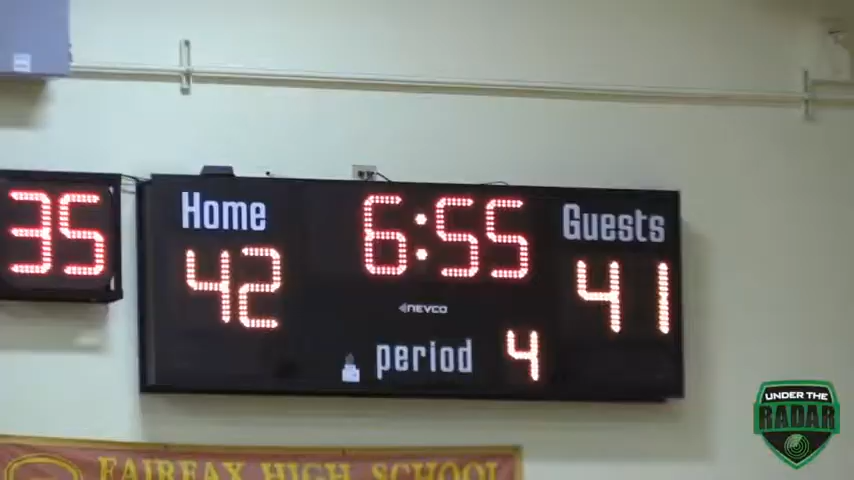 35
Home 6:55 Guests
42 41
NEVCO
period 4
UNDER THE
RADAR
FAIRFAX HIGH SCHOOL